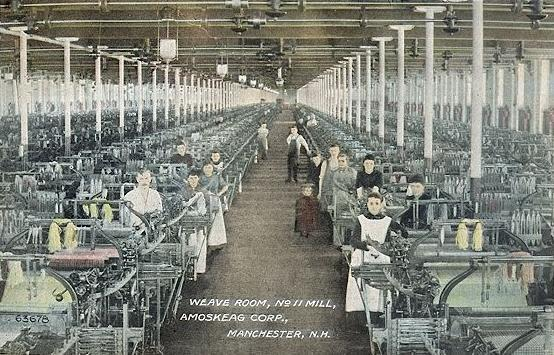 WEAVE ROOM, No 11 MILL,
AMOSKEAG CORP.,
MANCHESTER, N.H.
63678